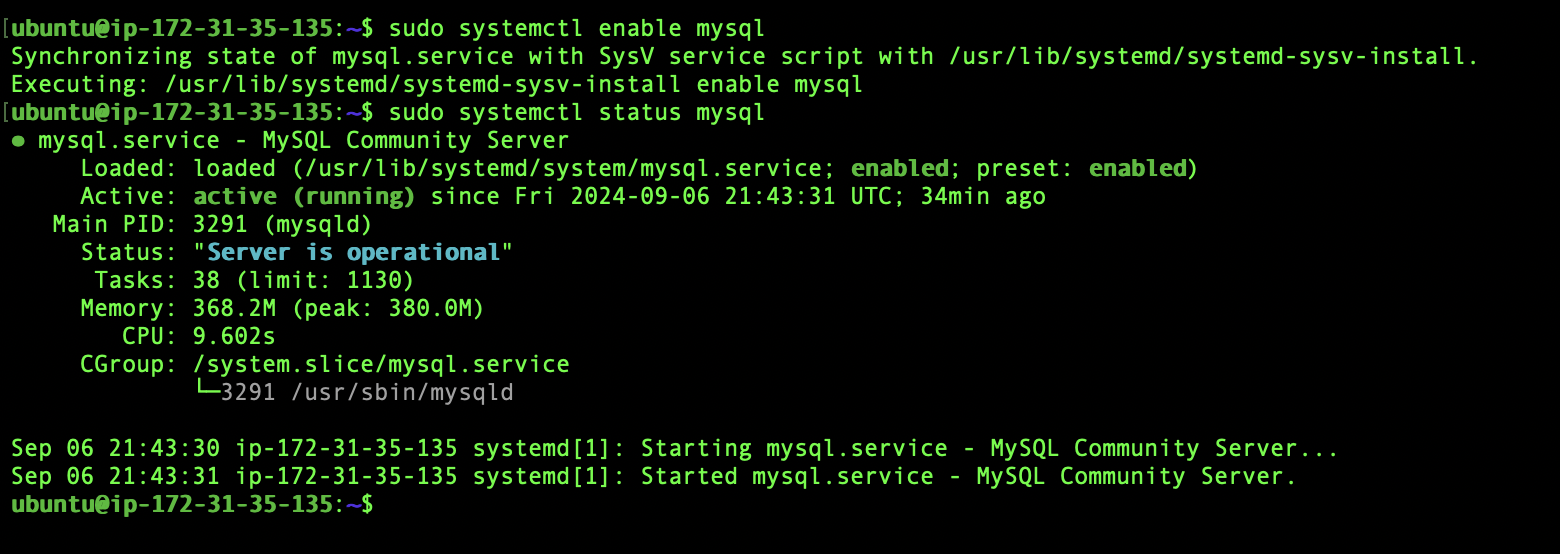 [ubuntu@ip-172-31-35-135:~$ sudo systemctl enable mysql
Synchronizing state of mysql.service with SysV service script with /usr/lib/systemd/systemd-sysv-install.
Executing: /usr/lib/systemd/systemd-sysv-install enable mysql
[ubuntu@ip-172-31-35-135:~$ sudo systemctl status mysql
● mysql.service - MySQL Community Server
     Loaded: loaded (/usr/lib/systemd/system/mysql.service; enabled; preset: enabled)
     Active: active (running) since Fri 2024-09-06 21:43:31 UTC; 34min ago
   Main PID: 3291 (mysqld)
     Status: "Server is operational"
      Tasks: 38 (limit: 1130)
     Memory: 368.2M (peak: 380.0M)
        CPU: 9.602s
     CGroup: /system.slice/mysql.service
             └─3291 /usr/sbin/mysqld

Sep 06 21:43:30 ip-172-31-35-135 systemd[1]: Starting mysql.service - MySQL Community Server...
Sep 06 21:43:31 ip-172-31-35-135 systemd[1]: Started mysql.service - MySQL Community Server.
ubuntu@ip-172-31-35-135:~$